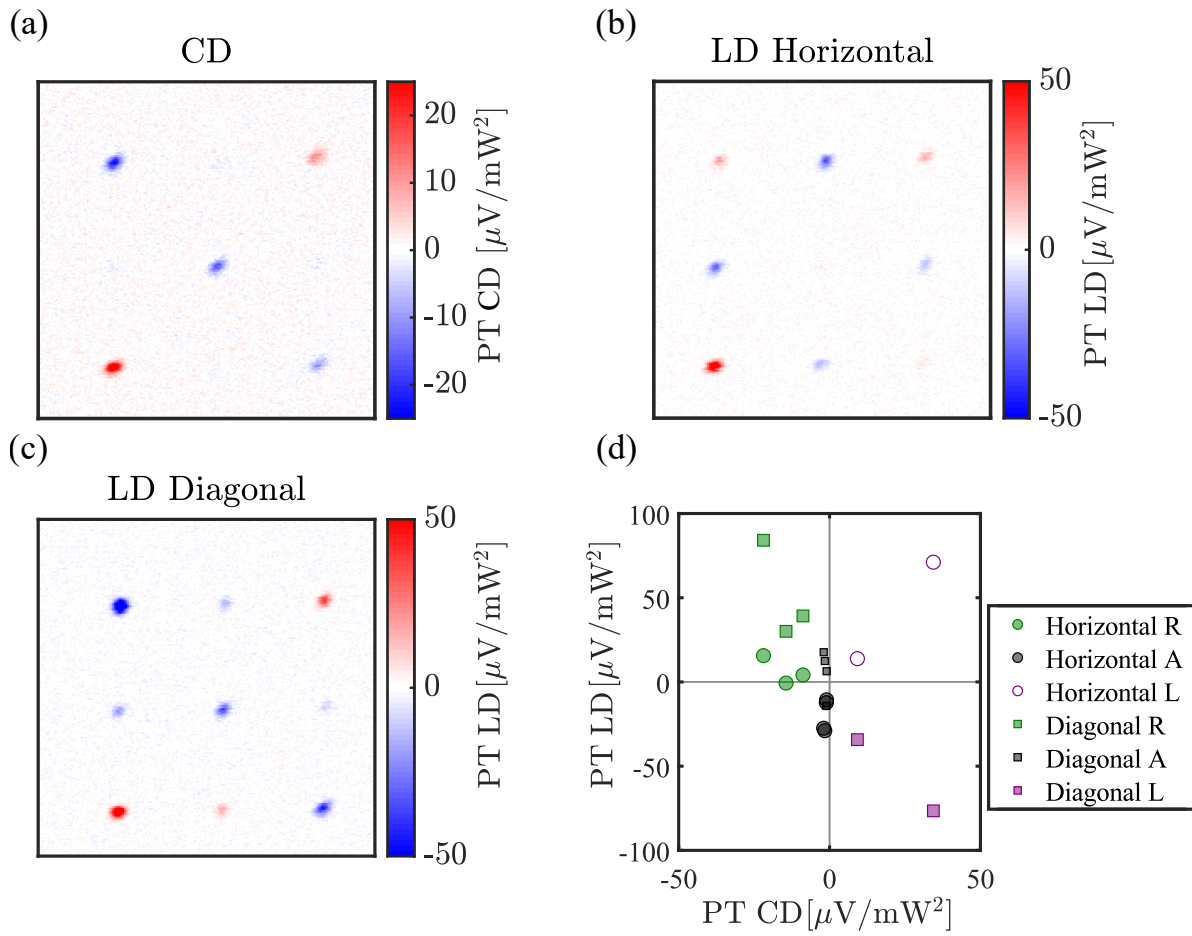 (a)
CD
20
10
0
-10
-20
PT CD [μV/mW²]
(b)
LD Horizontal
50
0
-50
PT LD[μV/mW²]
(c)
LD Diagonal
50
0
-50
PT LD[μV/mW²]
(d)
100
50
0
-50
-100
PT LD[μV/mW²]
-50
0
50
PT CD[μV/mW²]
Horizontal R
Horizontal A
Horizontal L
Diagonal R
Diagonal A
Diagonal L